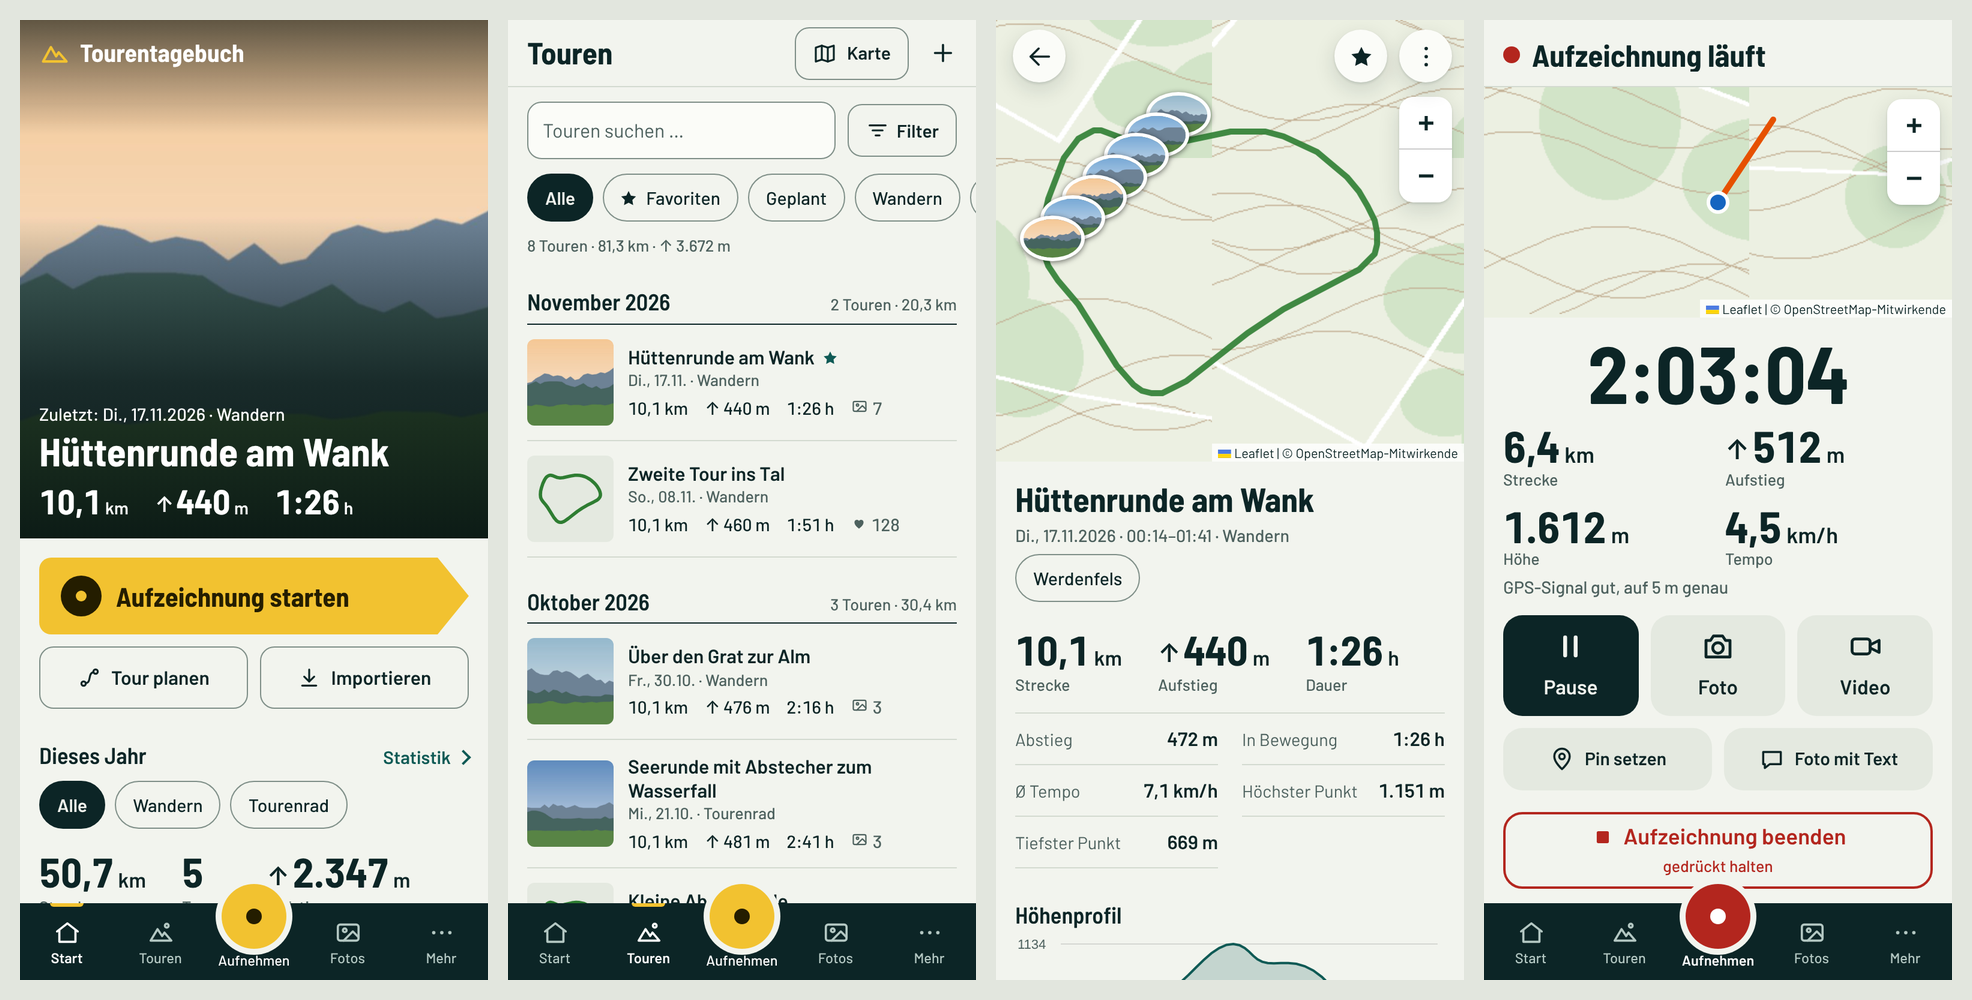 Tourentagebuch
Zuletzt: Di., 17.11.2026 · Wandern
Hüttenrunde am Wank
10,1 km ↑ 440 m 1:26 h
Aufzeichnung starten
Tour planen
Importieren
Dieses Jahr
Statistik
Alle
Wandern
Tourenrad
50,7 km 5 ↑ 2.347 m
Start
Touren
Aufnehmen
Fotos
Mehr
Touren
Karte
Touren suchen ...
Filter
Alle
Favoriten
Geplant
Wandern
8 Touren · 81,3 km · ↑ 3.672 m
November 2026
2 Touren · 20,3 km
Hüttenrunde am Wank
Di., 17.11. · Wandern
10,1 km ↑ 440 m 1:26 h 7
Zweite Tour ins Tal
So., 08.11. · Wandern
10,1 km ↑ 460 m 1:51 h 128
Oktober 2026
3 Touren · 30,4 km
Über den Grat zur Alm
Fr., 30.10. · Wandern
10,1 km ↑ 476 m 2:16 h 3
Seerunde mit Abstecher zum
Wasserfall
Mi., 21.10. · Tourenrad
10,1 km ↑ 481 m 2:41 h 3
Kleine
Start
Touren
Aufnehmen
Fotos
Mehr
+
−
Leaflet | © OpenStreetMap-Mitwirkende
Hüttenrunde am Wank
Di., 17.11.2026 · 00:14–01:41 · Wandern
Werdenfels
10,1 km ↑ 440 m 1:26 h
Strecke Aufstieg Dauer
Abstieg 472 m In Bewegung 1:26 h
Ø Tempo 7,1 km/h Höchster Punkt 1.151 m
Tiefster Punkt 669 m
Höhenprofil
1134
Aufzeichnung läuft
+
−
Leaflet | © OpenStreetMap-Mitwirkende
2:03:04
6,4 km ↑ 512 m
Strecke Aufstieg
1.612 m 4,5 km/h
Höhe Tempo
GPS-Signal gut, auf 5 m genau
Pause
Foto
Video
Pin setzen
Foto mit Text
Aufzeichnung beenden
gedrückt halten
Start
Touren
Aufnehmen
Fotos
Mehr